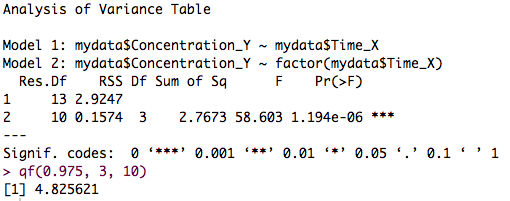 Analysis of Variance Table

Model 1: mydata$Concentration_Y ~ mydata$Time_X
Model 2: mydata$Concentration_Y ~ factor(mydata$Time_X)
  Res.Df    RSS Df Sum of Sq      F    Pr(>F)
1     13 2.9247
2     10 0.1574  3    2.7673 58.603 1.194e-06 ***
---
Signif. codes:  0 ‘***’ 0.001 ‘**’ 0.01 ‘*’ 0.05 ‘.’ 0.1 ‘ ’ 1
> qf(0.975, 3, 10)
[1] 4.825621